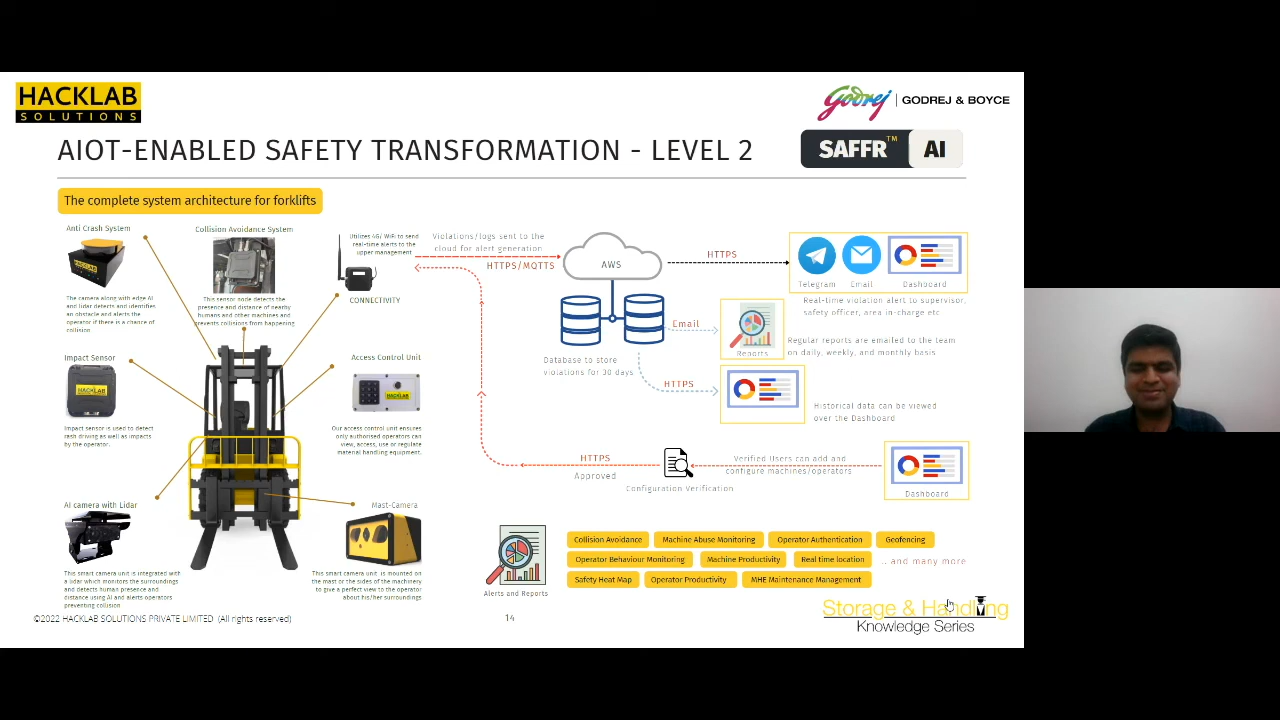 HACKLAB
SOLUTIONS
Godrej | GODREJ & BOYCE
AIOT-ENABLED SAFETY TRANSFORMATION - LEVEL 2
SAFFR™ AI
The complete system architecture for forklifts
Anti Crash System
HACKLAB
The camera along with edge AI
and lidar detects and identifies
an obstacle and alerts the
operator if there is a chance of
collision.
Collision Avoidance System
This sensor node detects the
presence and distance of nearby
humans and other machines and
prevents collisions from happening
Utilizes 4G/ WiFi to send
real-time alerts to the
upper management
CONNECTIVITY
Impact Sensor
HACKLAB
Impact sensor is used to detect
rash driving as well as impacts
by the operator.
Access Control Unit
HACKLAB
Our access control unit ensures
only authorised operators can
view, access, use or regulate
material handling equipment.
AI camera with Lidar
This smart camera unit is integrated
with a lidar which monitors the surroundings
and detects human presence and
distance using AI and alerts operators
preventing collision
Mast-Camera
This smart camera unit is mounted on
the mast or the sides of the machinery
to give a perfect view to the operator
about his/her surroundings
Violations/logs sent to the
cloud for alert generation
HTTPS/MQTTS
AWS
HTTPS
Telegram
Email
Dashboard
Real-time violation alert to supervisor,
safety officer, area in-charge etc
Database to store
violations for 30 days
Email
Reports
Regular reports are emailed to the team
on daily, weekly, and monthly basis
HTTPS
Historical data can be viewed
over the Dashboard
HTTPS
Approved
Configuration Verification
Verified Users can add and
configure machines/operators
Dashboard
Alerts and Reports
Collision Avoidance
Machine Abuse Monitoring
Operator Authentication
Geofencing
Operator Behaviour Monitoring
Machine Productivity
Real time location
...and many more
Safety Heat Map
Operator Productivity
MHE Maintenance Management
©2022 HACKLAB SOLUTIONS PRIVATE LIMITED (All rights reserved)
14
Storage & Handling
Knowledge Series